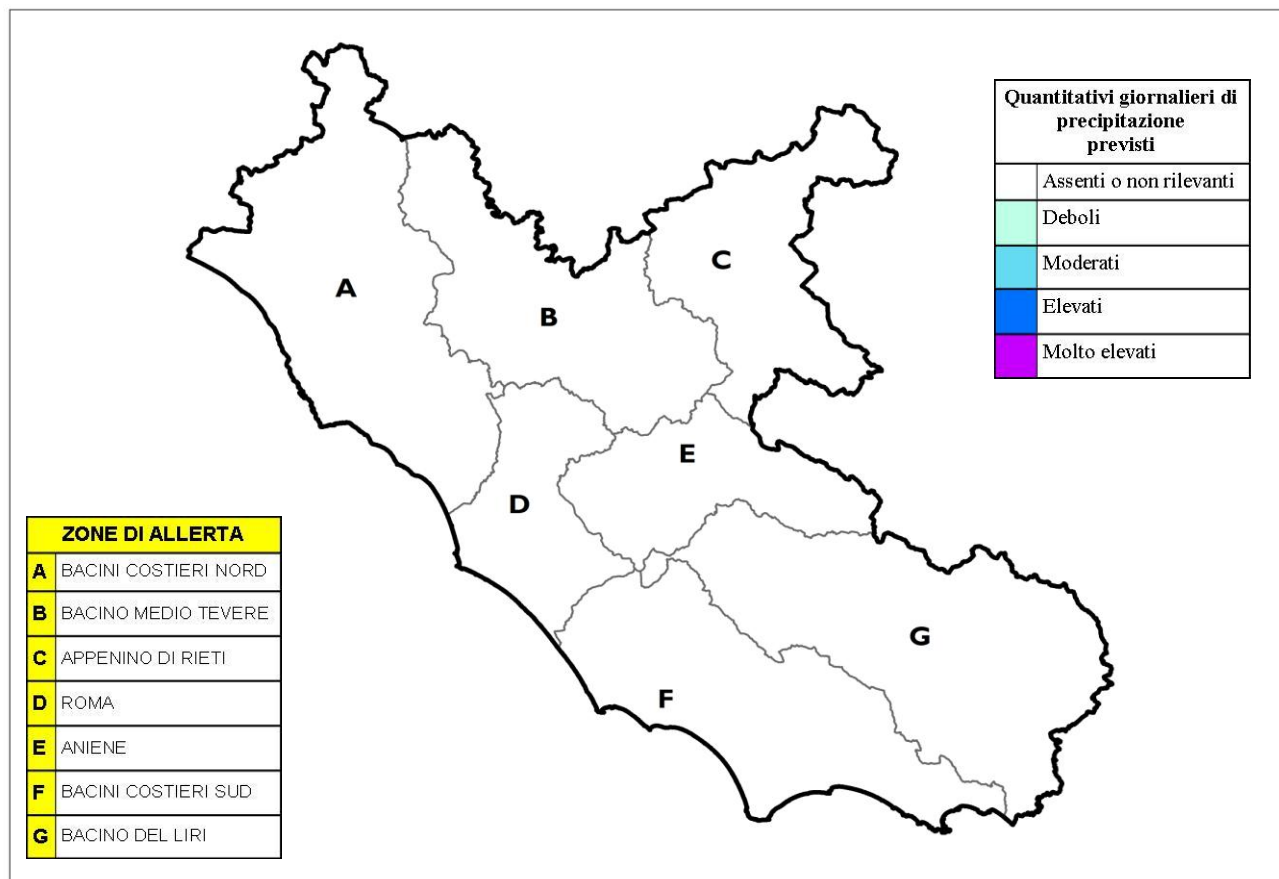 Quantitativi giornalieri di
precipitazione
previsti
Assenti o non rilevanti
Deboli
Moderati
Elevati
Molto elevati
A
B
C
D
E
F
G
ZONE DI ALLERTA
A BACINI COSTIERI NORD
B BACINO MEDIO TEVERE
C APPENINO DI RIETI
D ROMA
E ANIENE
F BACINI COSTIERI SUD
G BACINO DEL LIRI